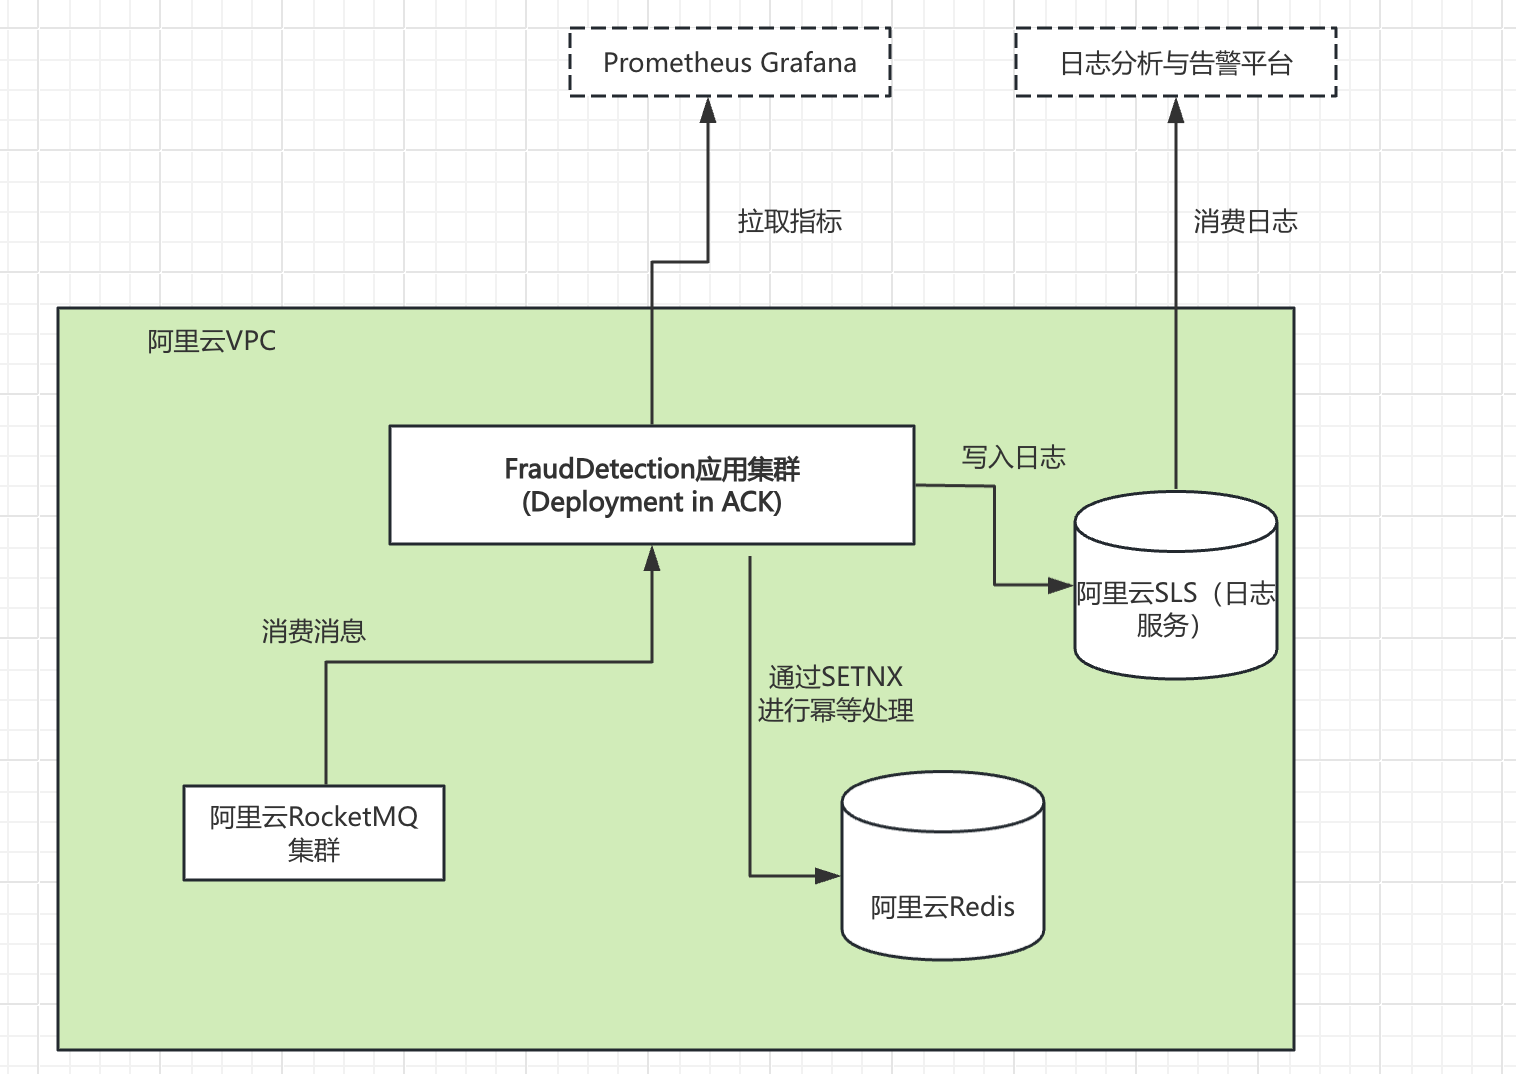 Prometheus Grafana
日志分析与告警平台
拉取指标
消费日志
阿里云VPC
FraudDetection应用集群
(Deployment in ACK)
写入日志
阿里云SLS（日志
服务）
消费消息
通过SETNX
进行幂等处理
阿里云RocketMQ
集群
阿里云Redis